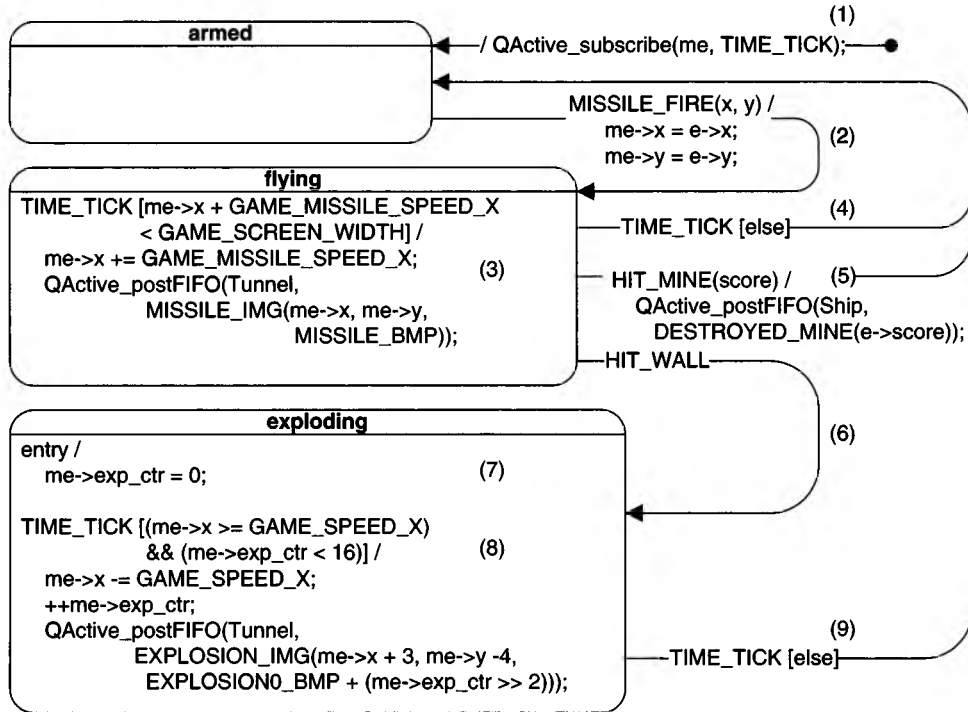 (1)
armed
/ QActive_subscribe(me, TIME_TICK);
MISSILE_FIRE(x, y) /
me->x = e->x;
me->y = e->y;
(2)
flying
TIME_TICK [me->x + GAME_MISSILE_SPEED_X
< GAME_SCREEN_WIDTH] /
me->x += GAME_MISSILE_SPEED_X;
QActive_postFIFO(Tunnel,
MISSILE_IMG(me->x, me->y,
MISSILE_BMP));
(3)
(4)
TIME_TICK [else]
HIT_MINE(score) /
(5)
QActive_postFIFO(Ship,
DESTROYED_MINE(e->score));
HIT_WALL
(6)
exploding
entry /
me->exp_ctr = 0;
(7)
TIME_TICK [(me->x >= GAME_SPEED_X)
&& (me->exp_ctr < 16)] /
(8)
me->x -= GAME_SPEED_X;
++me->exp_ctr;
QActive_postFIFO(Tunnel,
EXPLOSION_IMG(me->x + 3, me->y -4,
EXPLOSION0_BMP + (me->exp_ctr >> 2)));
(9)
TIME_TICK [else]